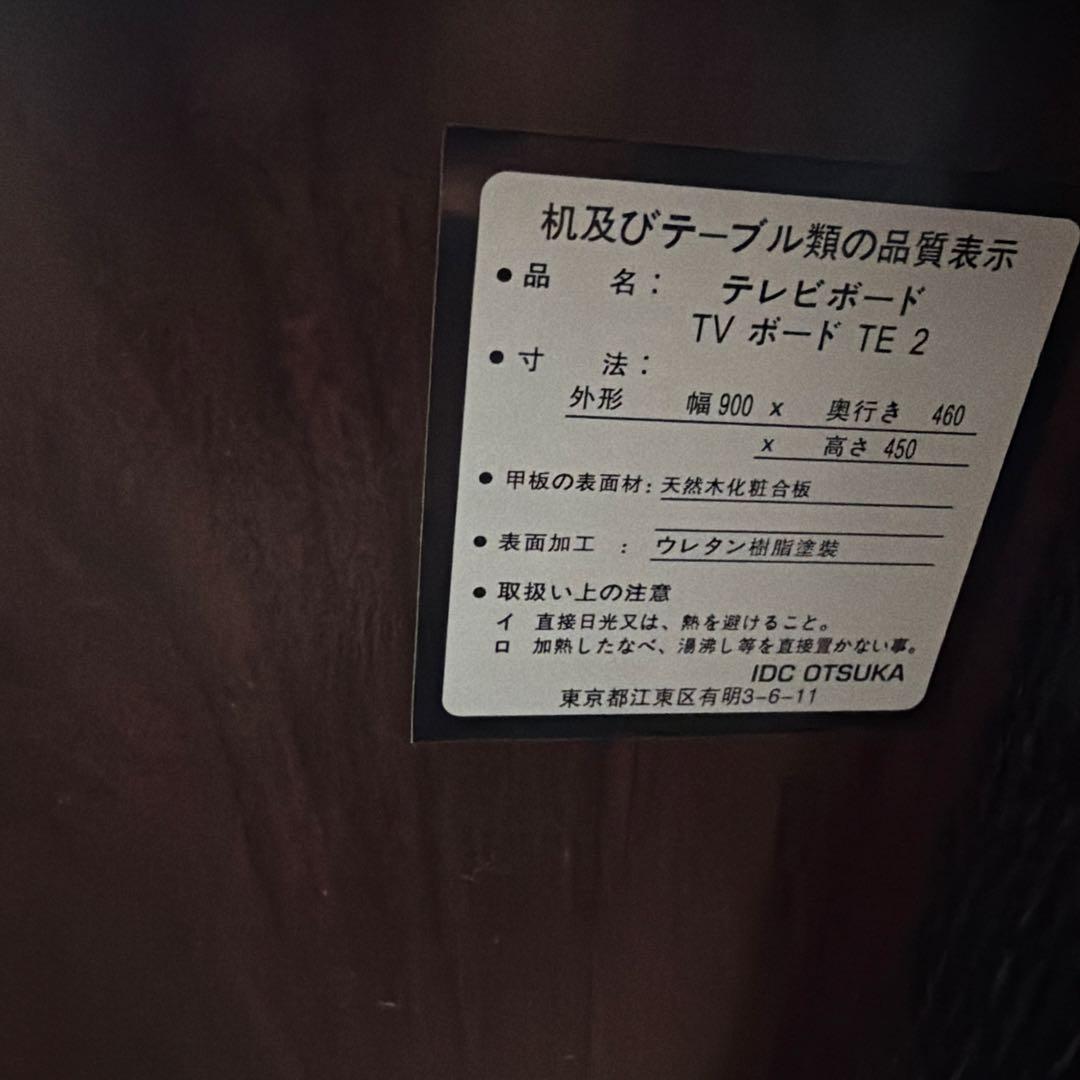 机及びテーブル類の品質表示
●品　名： テレビボード
TV ボード TE 2
●寸　法：
外形　幅 900 x 奥行き 460
x 高さ 450
●甲板の表面材: 天然木化粧合板
●表面加工 : ウレタン樹脂塗装
●取扱い上の注意
イ 直接日光又は、熱を避けること。
ロ 加熱したなべ、湯沸し等を直接置かない事。
IDC OTSUKA
東京都江東区有明3-6-11